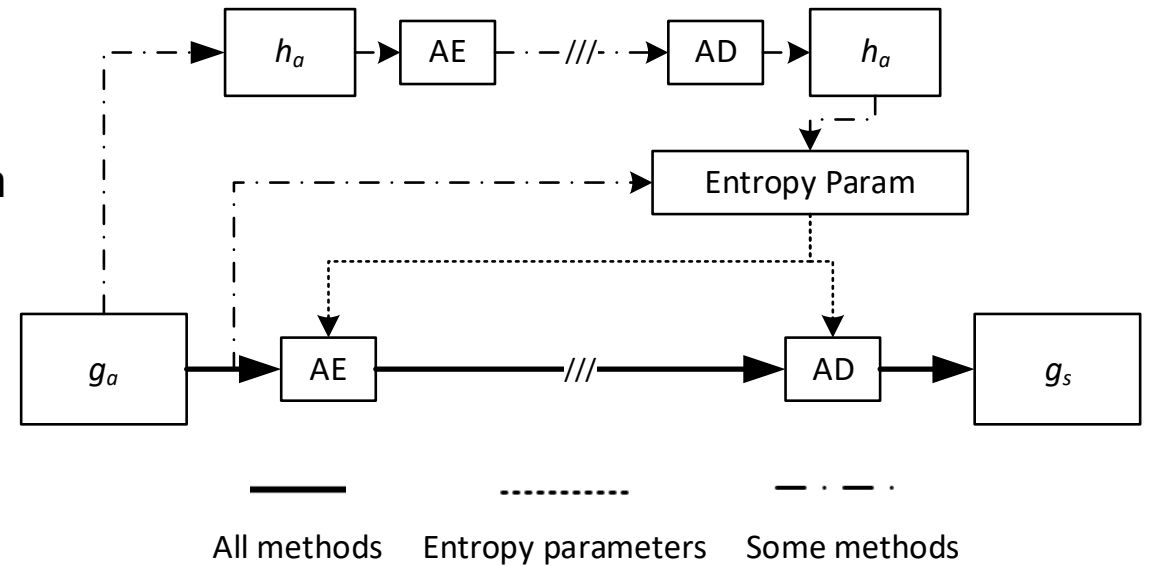 hₐ AE /// AD hₐ
n
Entropy Param
gₐ AE /// AD gₛ
All methods Entropy parameters Some methods